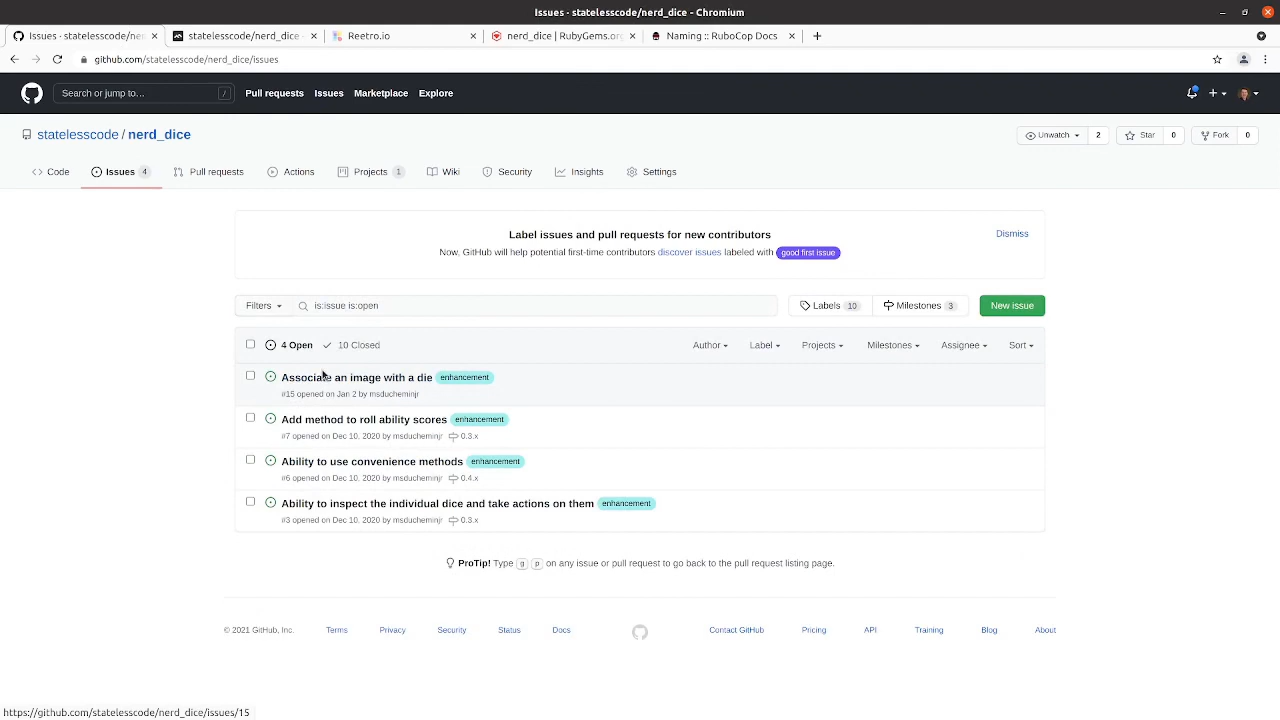 Issues · statelesscode/nerd_dice - Chromium
Issues · statelesscode/ner
statelesscode/nerd_dice -
Reetro.io
nerd_dice | RubyGems.org
Naming :: RuboCop Docs
github.com/statelesscode/nerd_dice/issues
Search or jump to…
/
Pull requests
Issues
Marketplace
Explore
statelesscode / nerd_dice
Unwatch
2
Star
0
Fork
0
Code
Issues 4
Pull requests
Actions
Projects 1
Wiki
Security
Insights
Settings
Label issues and pull requests for new contributors
Dismiss
Now, GitHub will help potential first-time contributors discover issues labeled with good first issue
Filters
is:issue is:open
Labels 10
Milestones 3
New issue
4 Open
10 Closed
Author
Label
Projects
Milestones
Assignee
Sort
Associate an image with a die enhancement
#15 opened on Jan 2 by msducheminjr
Add method to roll ability scores enhancement
#7 opened on Dec 10, 2020 by msducheminjr 0.3.x
Ability to use convenience methods enhancement
#6 opened on Dec 10, 2020 by msducheminjr 0.4.x
Ability to inspect the individual dice and take actions on them enhancement
#3 opened on Dec 10, 2020 by msducheminjr 0.3.x
ProTip! Type g p on any issue or pull request to go back to the pull request listing page.
© 2021 GitHub, Inc.
Terms
Privacy
Security
Status
Docs
Contact GitHub
Pricing
API
Training
Blog
About
https://github.com/statelesscode/nerd_dice/issues/15